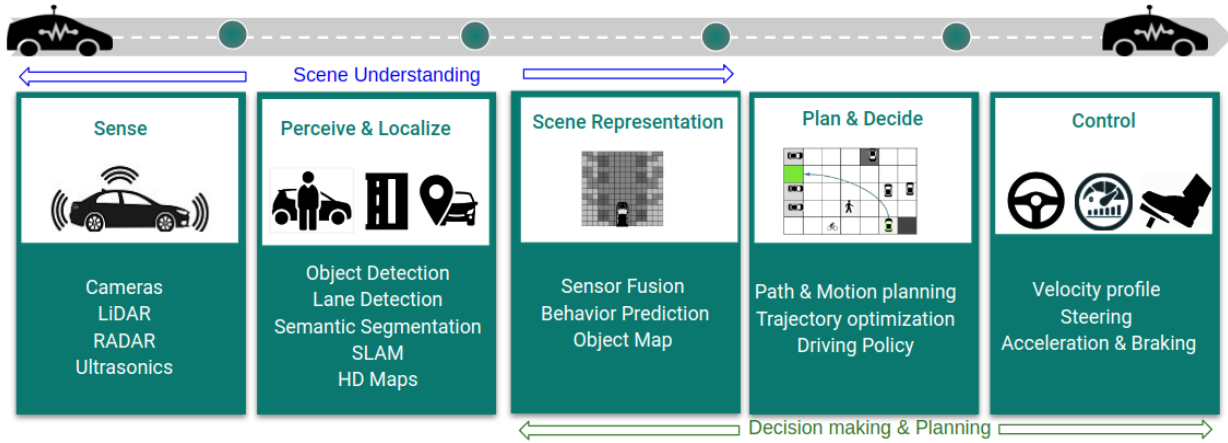 Scene Understanding
Sense
Cameras
LiDAR
RADAR
Ultrasonics
Perceive & Localize
Object Detection
Lane Detection
Semantic Segmentation
SLAM
HD Maps
Scene Representation
Sensor Fusion
Behavior Prediction
Object Map
Plan & Decide
Path & Motion planning
Trajectory optimization
Driving Policy
Control
Velocity profile
Steering
Acceleration & Braking
Decision making & Planning